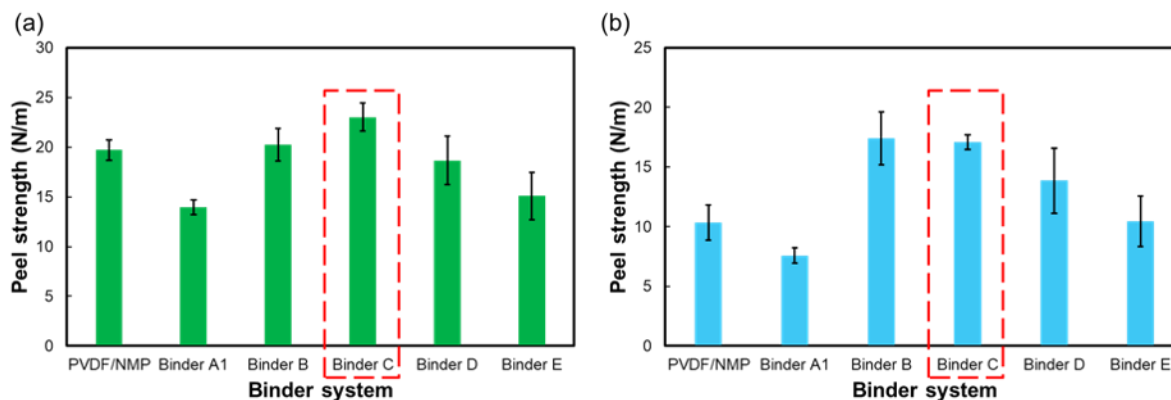 (a)
30
25
20
15
10
5
0
Peel strength (N/m)
PVDF/NMP Binder A1 Binder B Binder C Binder D Binder E
Binder system
(b)
25
20
15
10
5
0
Peel strength (N/m)
PVDF/NMP Binder A1 Binder B Binder C Binder D Binder E
Binder system